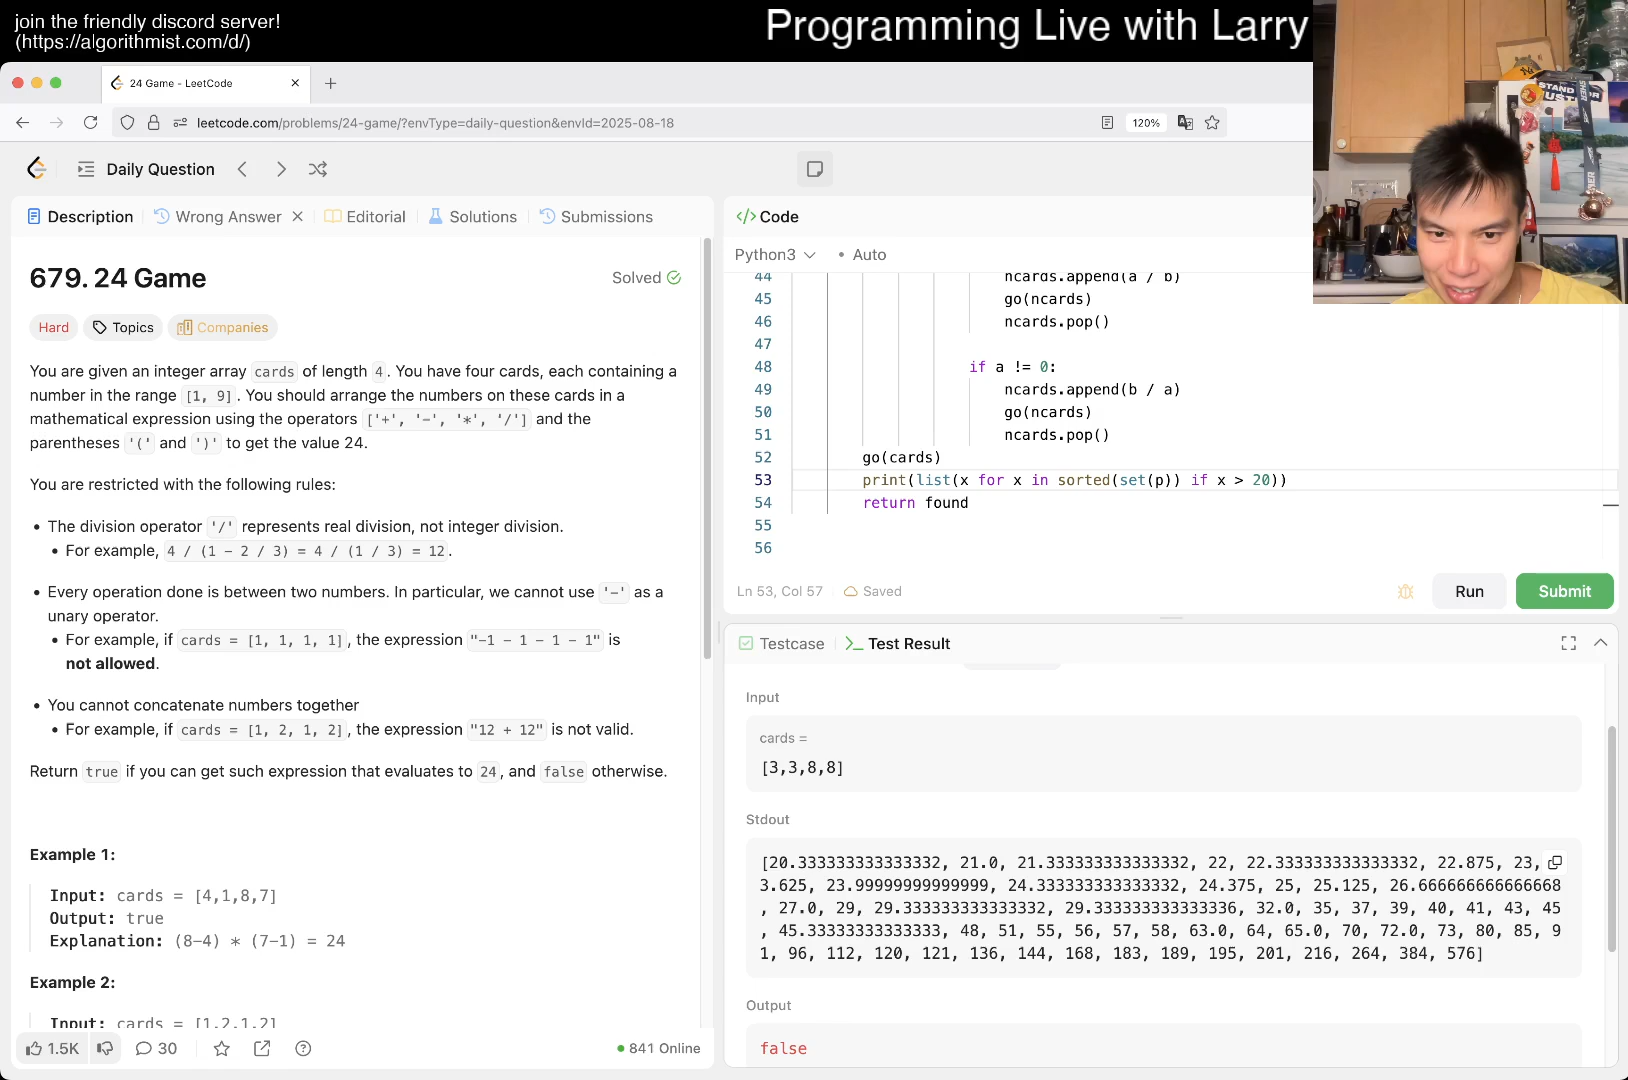 join the friendly discord server!
(https://algorithmist.com/d/)
Programming Live with Larry
24 Game - LeetCode
leetcode.com/problems/24-game/?envType=daily-question&envId=2025-08-18
120%
Daily Question
Description
Wrong Answer
Editorial
Solutions
Submissions
679. 24 Game
Solved
Hard
Topics
Companies
You are given an integer array cards of length 4. You have four cards, each containing a
number in the range [1, 9]. You should arrange the numbers on these cards in a
mathematical expression using the operators ['+', '-', '*', '/'] and the
parentheses '(' and ')' to get the value 24.
You are restricted with the following rules:
• The division operator '/' represents real division, not integer division.
• For example, 4 / (1 - 2 / 3) = 4 / (1 / 3) = 12.
• Every operation done is between two numbers. In particular, we cannot use '-' as a
unary operator.
• For example, if cards = [1, 1, 1, 1], the expression "-1 - 1 - 1 - 1" is
not allowed.
• You cannot concatenate numbers together
• For example, if cards = [1, 2, 1, 2], the expression "12 + 12" is not valid.
Return true if you can get such expression that evaluates to 24, and false otherwise.
Example 1:
Input: cards = [4,1,8,7]
Output: true
Explanation: (8-4) * (7-1) = 24
Example 2:
Input: cards = [1,2,1,2]
1.5K
30
841 Online
</> Code
Python3
• Auto
44 ncards.append(a / b)
45 go(ncards)
46 ncards.pop()
47
48 if a != 0:
49 ncards.append(b / a)
50 go(ncards)
51 ncards.pop()
52 go(cards)
53 print(list(x for x in sorted(set(p)) if x > 20))
54 return found
55
56
Ln 53, Col 57
Saved
Run
Submit
Testcase
Test Result
Input
cards =
[3,3,8,8]
Stdout
[20.333333333333332, 21.0, 21.333333333333332, 22, 22.333333333333332, 22.875, 23,
3.625, 23.99999999999999, 24.333333333333332, 24.375, 25, 25.125, 26.666666666666668
, 27.0, 29, 29.333333333333332, 29.333333333333336, 32.0, 35, 37, 39, 40, 41, 43, 45
, 45.33333333333333, 48, 51, 55, 56, 57, 58, 63.0, 64, 65.0, 70, 72.0, 73, 80, 85, 9
1, 96, 112, 120, 121, 136, 144, 168, 183, 189, 195, 201, 216, 264, 384, 576]
Output
false